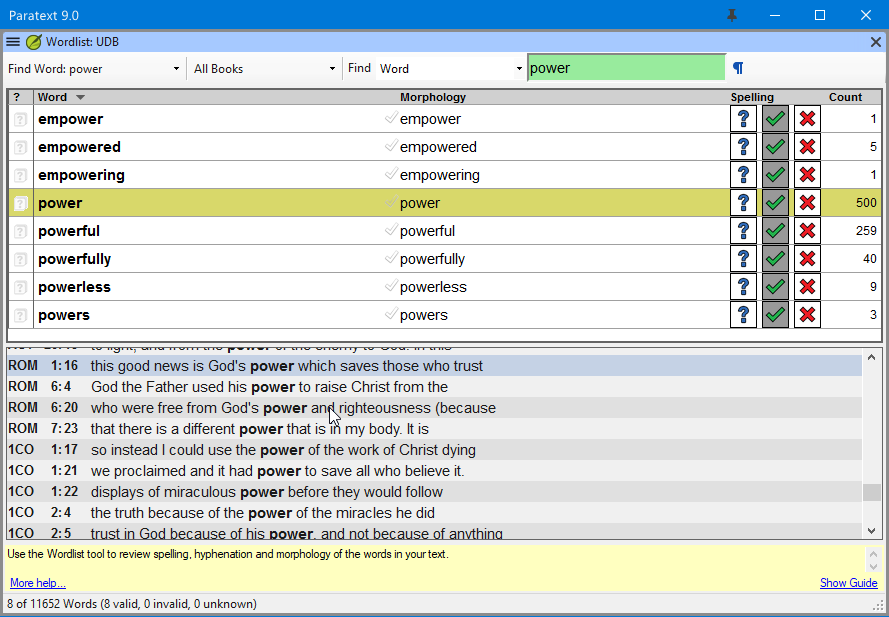 Paratext 9.0
Wordlist: UDB
Find Word: power All Books Find Word power ¶
? Word Morphology Spelling Count
empower empower 1
empowered empowered 5
empowering empowering 1
power power 500
powerful powerful 259
powerfully powerfully 40
powerless powerless 9
powers powers 3
to light, and from the power of the enemy to God. In this
ROM 1:16 this good news is God's power which saves those who trust
ROM 6:4 God the Father used his power to raise Christ from the
ROM 6:20 who were free from God's power and righteousness (because
ROM 7:23 that there is a different power that is in my body. It is
1CO 1:17 so instead I could use the power of the work of Christ dying
1CO 1:21 we proclaimed and it had power to save all who believe it.
1CO 1:22 displays of miraculous power before they would follow
1CO 2:4 the truth because of the power of the miracles he did
1CO 2:5 trust in God because of his power, and not because of anything
Use the Wordlist tool to review spelling, hyphenation and morphology of the words in your text.
More help... Show Guide
8 of 11652 Words (8 valid, 0 invalid, 0 unknown)